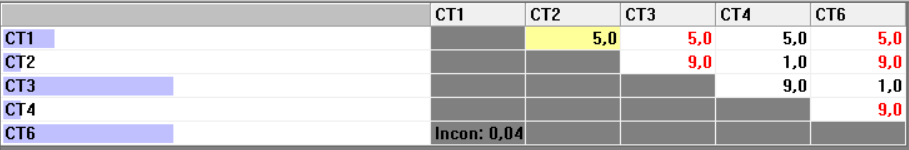 CT1 CT2 CT3 CT4 CT6
CT1 5,0 5,0 5,0 5,0
CT2 9,0 1,0 9,0
CT3 9,0 1,0
CT4 9,0
CT6 Incon: 0,04